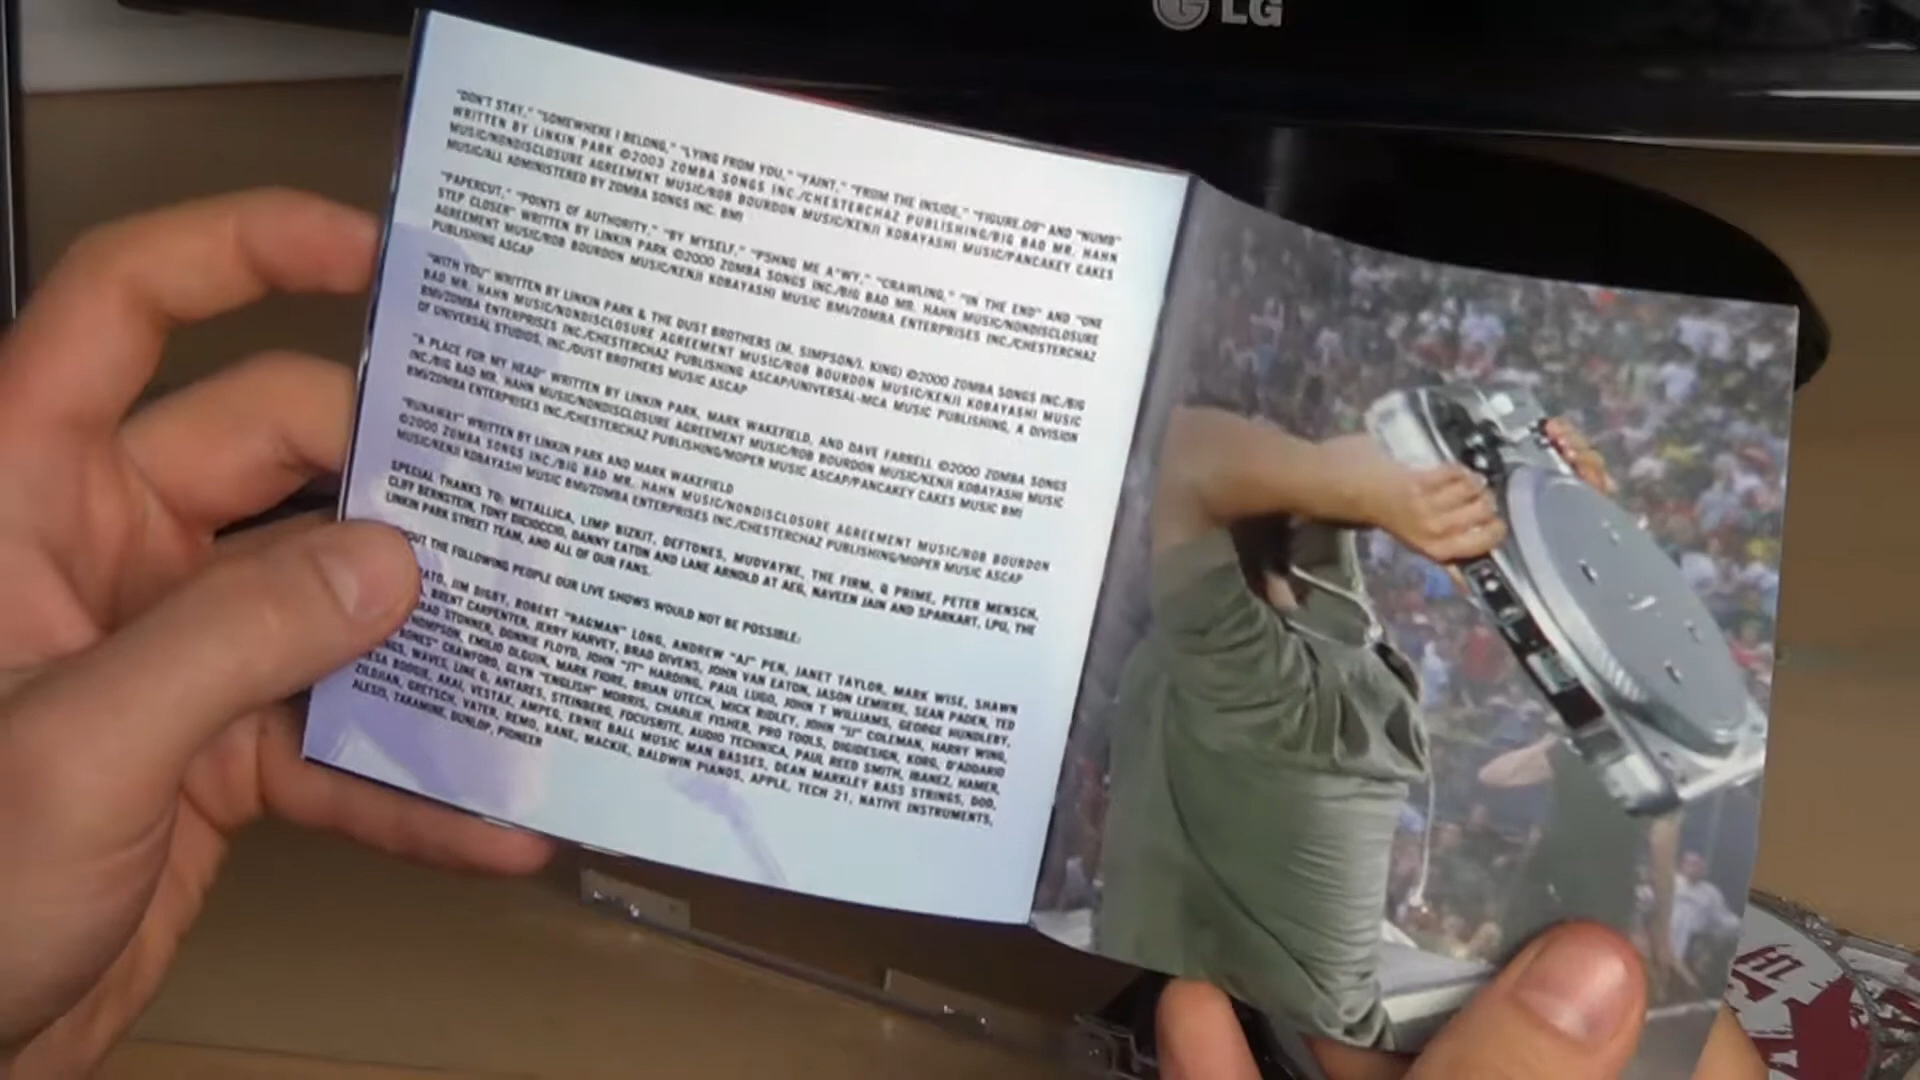 LG
"DON'T STAY," "SOMEWHERE I BELONG," "LYING FROM YOU," "FAINT," "FROM THE INSIDE," "FIGURE.09" AND "NUMB"
WRITTEN BY LINKIN PARK ©2003 ZOMBA SONGS INC./CHESTERCHAZ PUBLISHING/BIG BAD MR. HAHN
MUSIC/NONDISCLOSURE AGREEMENT MUSIC/ROB BOURDON MUSIC/KENJI KOBAYASHI MUSIC/PANCAKEY CAKES
MUSIC/ALL ADMINISTERED BY ZOMBA SONGS INC. BMI
"PAPERCUT," "POINTS OF AUTHORITY," "BY MYSELF," "P5HNG ME A*WY," "CRAWLING," "IN THE END" AND "ONE
STEP CLOSER" WRITTEN BY LINKIN PARK ©2000 ZOMBA SONGS INC./BIG BAD MR. HAHN MUSIC/NONDISCLOSURE
AGREEMENT MUSIC/ROB BOURDON MUSIC/KENJI KOBAYASHI MUSIC BMI/ZOMBA ENTERPRISES INC./CHESTERCHAZ
PUBLISHING ASCAP
"WITH YOU" WRITTEN BY LINKIN PARK & THE DUST BROTHERS (M. SIMPSON/J. KING) ©2000 ZOMBA SONGS INC./BIG
BAD MR. HAHN MUSIC/NONDISCLOSURE AGREEMENT MUSIC/ROB BOURDON MUSIC/KENJI KOBAYASHI MUSIC
BMI/ZOMBA ENTERPRISES INC./CHESTERCHAZ PUBLISHING ASCAP/UNIVERSAL-MCA MUSIC PUBLISHING, A DIVISION
OF UNIVERSAL STUDIOS, INC./DUST BROTHERS MUSIC ASCAP
"A PLACE FOR MY HEAD" WRITTEN BY LINKIN PARK, MARK WAKEFIELD, AND DAVE FARRELL ©2000 ZOMBA SONGS
INC./BIG BAD MR. HAHN MUSIC/NONDISCLOSURE AGREEMENT MUSIC/ROB BOURDON MUSIC/KENJI KOBAYASHI MUSIC
BMI/ZOMBA ENTERPRISES INC./CHESTERCHAZ PUBLISHING/MOPER MUSIC ASCAP/PANCAKEY CAKES MUSIC BMI
"RUNAWAY" WRITTEN BY LINKIN PARK AND MARK WAKEFIELD
©2000 ZOMBA SONGS INC./BIG BAD MR. HAHN MUSIC/NONDISCLOSURE AGREEMENT MUSIC/ROB BOURDON
MUSIC/KENJI KOBAYASHI MUSIC BMI/ZOMBA ENTERPRISES INC./CHESTERCHAZ PUBLISHING/MOPER MUSIC ASCAP
SPECIAL THANKS TO: METALLICA, LIMP BIZKIT, DEFTONES, MUDVAYNE, THE FIRM, Q PRIME, PETER MENSCH,
CLIFF BERNSTEIN, TONY DICIOCCIO, DANNY EATON AND LANE ARNOLD AT AEG, NAVEEN JAIN AND SPARKART, LPU, THE
LINKIN PARK STREET TEAM, AND ALL OF OUR FANS.
OUT THE FOLLOWING PEOPLE OUR LIVE SHOWS WOULD NOT BE POSSIBLE:
JIM DIGBY, ROBERT "RAGMAN" LONG, ANDREW "AJ" PEN, JANET TAYLOR, MARK WISE, SHAWN
BRENT CARPENTER, JERRY HARVEY, BRAD DIVENS, JOHN VAN EATON, JASON LEMIERE, SEAN PADEN, TED
STONNER, DONNIE FLOYD, JOHN "JT" HARDING, PAUL LUGO, JOHN T WILLIAMS, GEORGE HUNDLEBY,
THOMPSON, EMILIO OLGUIN, MARK FIORE, BRIAN UTECH, MICK RIDLEY, JOHN "JJ" COLEMAN, HARRY WING,
"BONES" CRAWFORD, GLYN "ENGLISH" MORRIS, CHARLIE FISHER, PRO TOOLS, DIGIDESIGN, KORG, D'ADDARIO
WAVES, LINE 6, ANTARES, STEINBERG, FOCUSRITE, AUDIO TECHNICA, PAUL REED SMITH, IBANEZ, HAMER,
BOOGIE, AKAI, VESTAX, AMPEG, ERNIE BALL MUSIC MAN BASSES, DEAN MARKLEY BASS STRINGS, DOD,
ZILDJIAN, GRETSCH, VATER, REMO, RANE, MACKIE, BALDWIN PIANOS, APPLE, TECH 21, NATIVE INSTRUMENTS,
ALESIS, TAKAMINE, DUNLOP, PIONEER